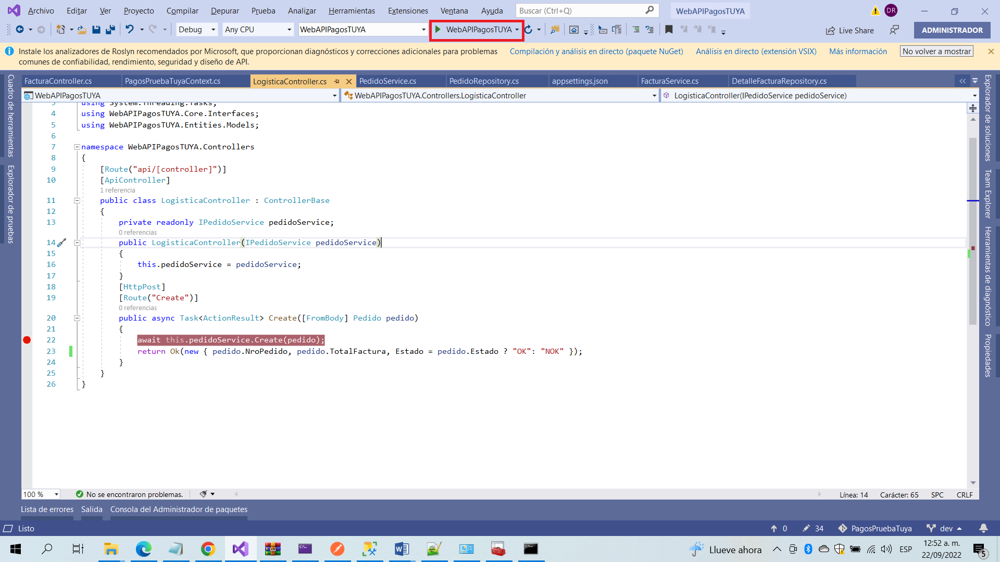 Archivo Editar Ver Proyecto Compilar Depurar Prueba Analizar Herramientas Extensiones Ventana Ayuda Buscar (Ctrl+Q) WebAPIPagosTUYA DR
Debug Any CPU WebAPIPagosTUYA WebAPIPagosTUYA Live Share ADMINISTRADOR
Instale los analizadores de Roslyn recomendados por Microsoft, que proporcionan diagnósticos y correcciones adicionales para problemas Compilación y análisis en directo (paquete NuGet) Análisis en directo (extensión VSIX) Más información No volver a mostrar
comunes de confiabilidad, rendimiento, seguridad y diseño de API.
Cuadro de herramientas
Explorador de pruebas
FacturaController.cs PagosPruebaTuyaContext.cs LogisticaController.cs PedidoService.cs PedidoRepository.cs appsettings.json FacturaService.cs DetalleFacturaRepository.cs
WebAPIPagosTUYA WebAPIPagosTUYA.Controllers.LogisticaController LogisticaController(IPedidoService pedidoService)
3 using System.Threading.Tasks;
4 using WebAPIPagosTUYA.Core.Interfaces;
5 using WebAPIPagosTUYA.Entities.Models;
6
7 namespace WebAPIPagosTUYA.Controllers
8 {
9 [Route("api/[controller]")]
10 [ApiController]
1 referencia
11 public class LogisticaController : ControllerBase
12 {
13 private readonly IPedidoService pedidoService;
0 referencias
14 public LogisticaController(IPedidoService pedidoService)
15 {
16 this.pedidoService = pedidoService;
17 }
18 [HttpPost]
19 [Route("Create")]
0 referencias
20 public async Task<ActionResult> Create([FromBody] Pedido pedido)
21 {
22 await this.pedidoService.Create(pedido);
23 return Ok(new { pedido.NroPedido, pedido.TotalFactura, Estado = pedido.Estado ? "OK": "NOK" });
24 }
25 }
26 }
Explorador de soluciones
Team Explorer
Herramientas de diagnóstico
Propiedades
100 % No se encontraron problemas. Línea: 14 Carácter: 65 SPC CRLF
Lista de errores Salida Consola del Administrador de paquetes
Listo 0 34 PagosPruebaTuya dev
Llueve ahora ESP 12:52 a. m.
22/09/2022 5